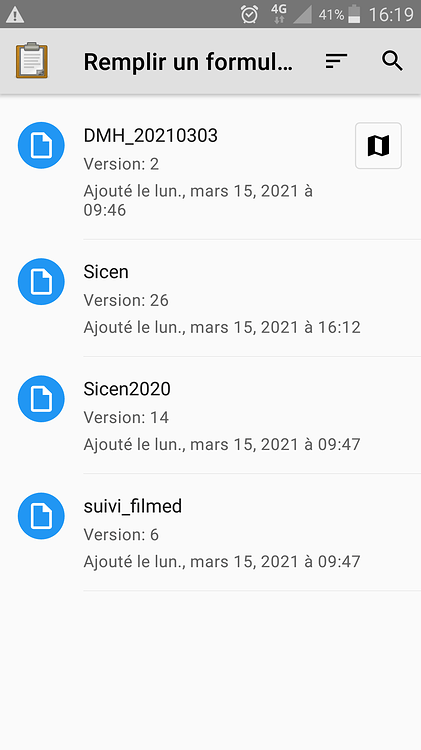 4G 41% 16:19
Remplir un formul...
DMH_20210303
Version: 2
Ajouté le lun., mars 15, 2021 à
09:46
Sicen
Version: 26
Ajouté le lun., mars 15, 2021 à 16:12
Sicen2020
Version: 14
Ajouté le lun., mars 15, 2021 à 09:47
suivi_filmed
Version: 6
Ajouté le lun., mars 15, 2021 à 09:47